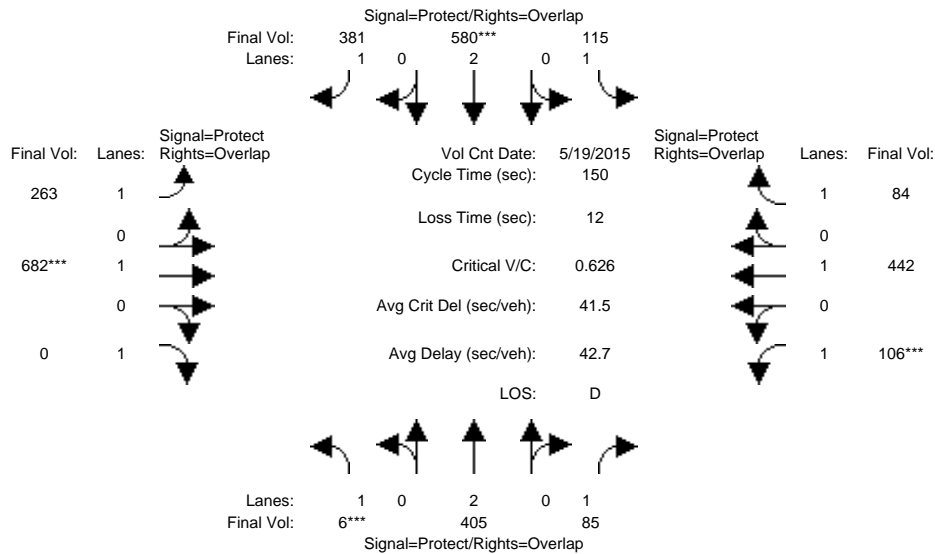 Signal=Protect/Rights=Overlap
Final Vol: 381 580*** 115
Lanes: 1 0 2 0 1
Signal=Protect Signal=Protect
Final Vol: Lanes: Rights=Overlap Vol Cnt Date: 5/19/2015 Rights=Overlap Lanes: Final Vol:
Cycle Time (sec): 150
263 1 1 84
Loss Time (sec): 12
0 0
682*** 1 Critical V/C: 0.626 1 442
0 Avg Crit Del (sec/veh): 41.5 0
0 1 Avg Delay (sec/veh): 42.7 1 106***
LOS: D
Lanes: 1 0 2 0 1
Final Vol: 6*** 405 85
Signal=Protect/Rights=Overlap